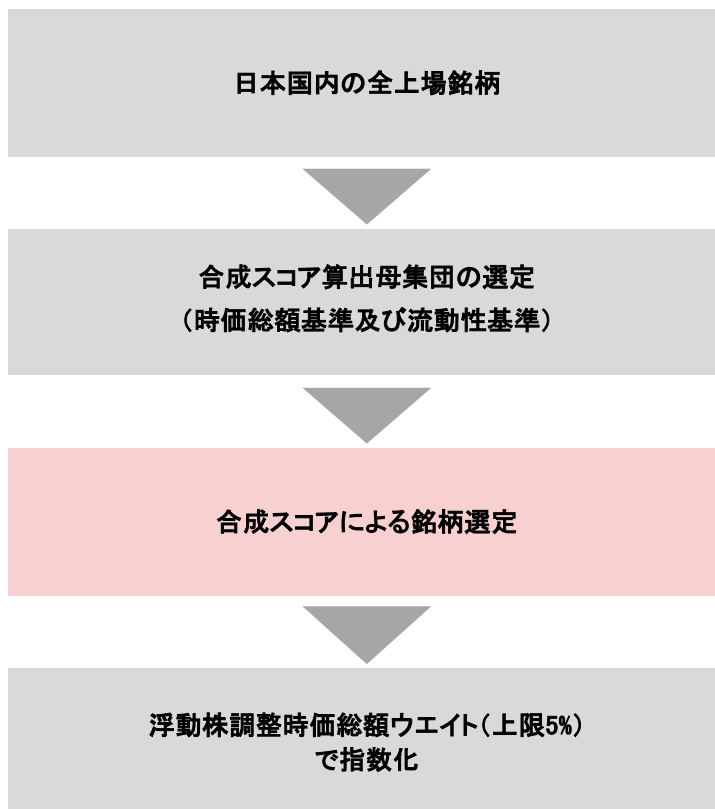 日本国内の全上場銘柄
合成スコア算出母集団の選定
（時価総額基準及び流動性基準）
合成スコアによる銘柄選定
浮動株調整時価総額ウエイト（上限5%）
で指数化